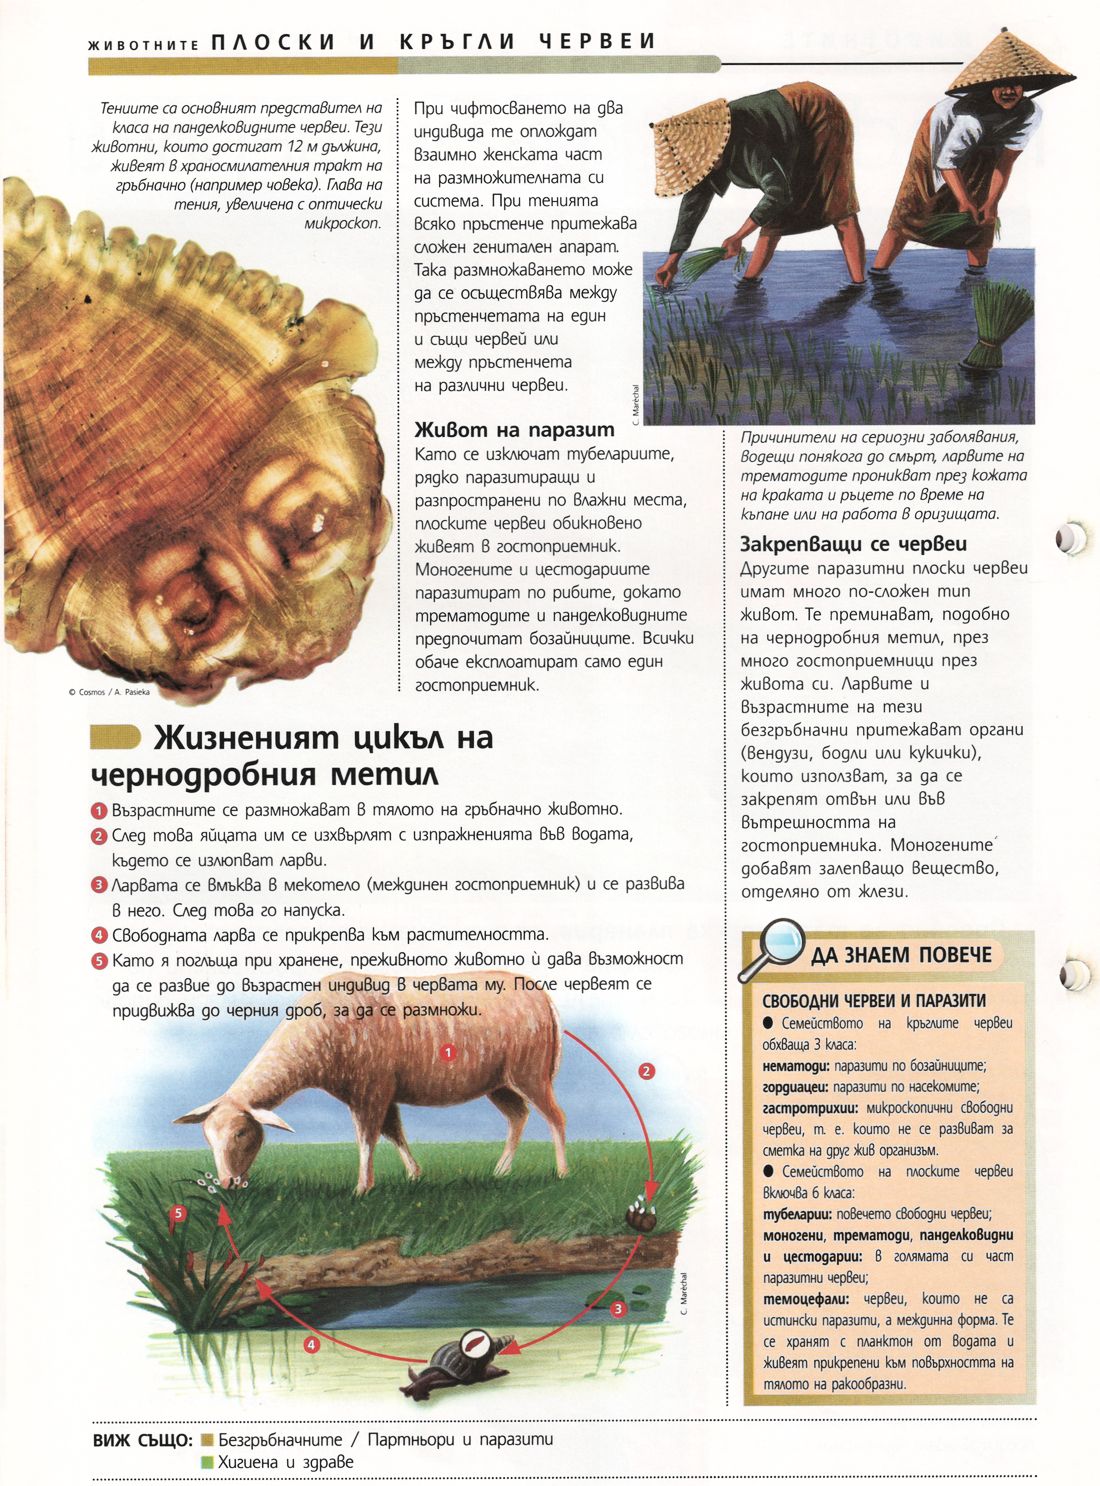 ЖИВОТНИТЕ ПЛОСКИ И КРЪГЛИ ЧЕРВЕИ
Тениите са основният представител на
класа на панделковидните червеи. Тези
животни, които достигат 12 м дължина,
живеят в храносмилателния тракт на
гръбначно (например човека). Глава на
тения, увеличена с оптически
микроскоп.
© Cosmos / A. Pasieka
При чифтосването на два
индивида те оплождат
взаимно женската част
на размножителната си
система. При тенията
всяко пръстенче притежава
сложен генитален апарат.
Така размножаването може
да се осъществява между
пръстенчетата на един
и същи червей или
между пръстенчета
на различни червеи.
Живот на паразит
Като се изключат тубелариите,
рядко паразитиращи и
разпространени по влажни места,
плоските червеи обикновено
живеят в гостоприемник.
Моногените и цестодариите
паразитират по рибите, докато
трематодите и панделковидните
предпочитат бозайниците. Всички
обаче експлоатират само един
гостоприемник.
C. Maréchal
Причинители на сериозни заболявания,
водещи понякога до смърт, ларвите на
трематодите проникват през кожата
на краката и ръцете по време на
къпане или на работа в оризищата.
Закрепващи се червеи
Другите паразитни плоски червеи
имат много по-сложен тип
живот. Те преминават, подобно
на чернодробния метил, през
много гостоприемници през
живота си. Ларвите и
възрастните на тези
безгръбначни притежават органи
(вендузи, бодли или кукички),
които използват, за да се
закрепят отвън или във
вътрешността на
гостоприемника. Моногените
добавят залепващо вещество,
отделяно от жлези.
Жизненият цикъл на
чернодробния метил
1 Възрастните се размножават в тялото на гръбначно животно.
2 След това яйцата им се изхвърлят с изпражненията във водата,
където се излюпват ларви.
3 Ларвата се вмъква в мекотело (междинен гостоприемник) и се развива
в него. След това го напуска.
4 Свободната ларва се прикрепва към растителността.
5 Като я поглъща при хранене, преживното животно ѝ дава възможност
да се развие до възрастен индивид в червата му. После червеят се
придвижва до черния дроб, за да се размножи.
1
2
5
3
4
C. Maréchal
ДА ЗНАЕМ ПОВЕЧЕ
СВОБОДНИ ЧЕРВЕИ И ПАРАЗИТИ
● Семейството на кръглите червеи
обхваща 3 класа:
нематоди: паразити по бозайниците;
гордиацеи: паразити по насекомите;
гастротрихии: микроскопични свободни
червеи, т. е. които не се развиват за
сметка на друг жив организъм.
● Семейството на плоските червеи
включва 6 класа:
тубеларии: повечето свободни червеи;
моногени, трематоди, панделковидни
и цестодарии: в голямата си част
паразитни червеи;
темоцефали: червеи, които не са
истински паразити, а междинна форма. Те
се хранят с планктон от водата и
живеят прикрепени към повърхността на
тялото на ракообразни.
ВИЖ СЪЩО: Безгръбначните / Партньори и паразити
Хигиена и здраве